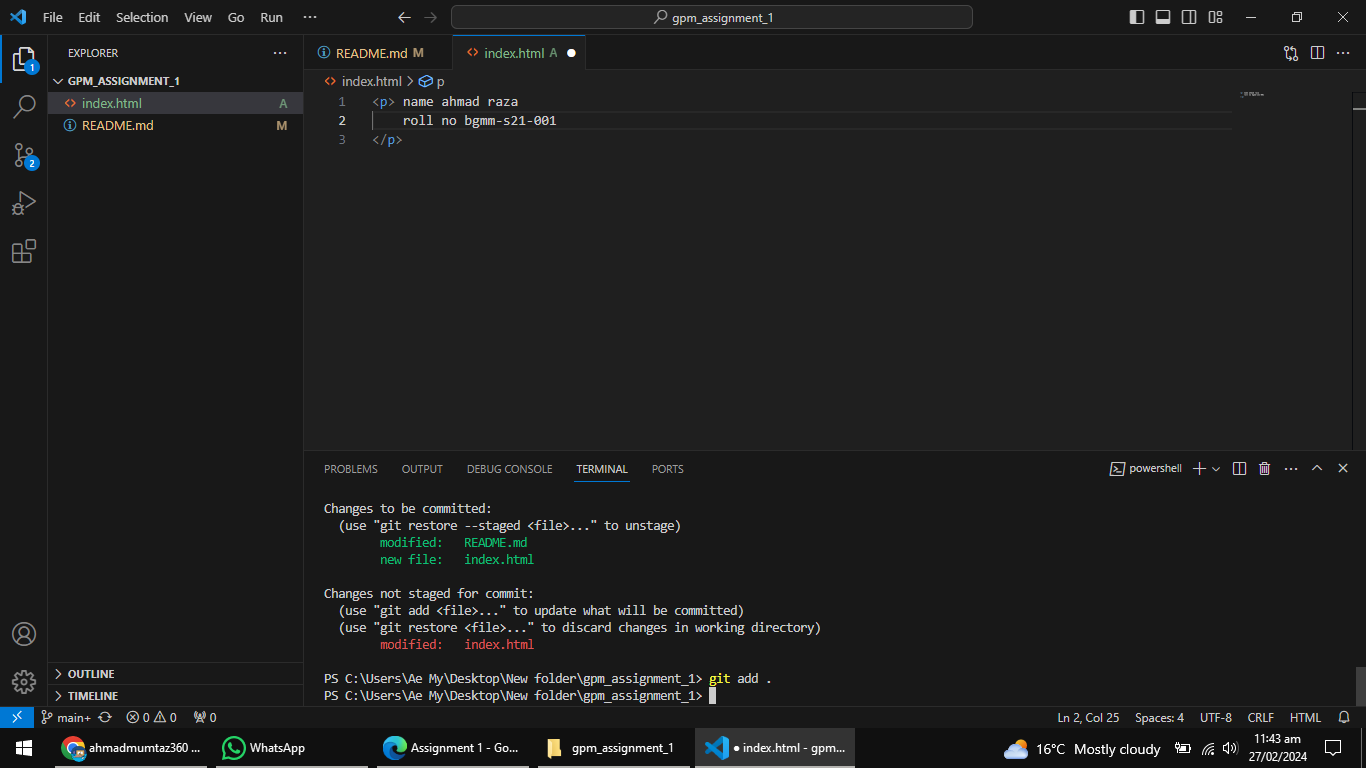 File Edit Selection View Go Run ··· gpm_assignment_1
EXPLORER ···
GPM_ASSIGNMENT_1
index.html A
README.md M
OUTLINE
TIMELINE
README.md M index.html A
index.html > p
1 <p> name ahmad raza
2 roll no bgmm-s21-001
3 </p>
PROBLEMS OUTPUT DEBUG CONSOLE TERMINAL PORTS powershell
Changes to be committed:
(use "git restore --staged <file>..." to unstage)
modified: README.md
new file: index.html
Changes not staged for commit:
(use "git add <file>..." to update what will be committed)
(use "git restore <file>..." to discard changes in working directory)
modified: index.html
PS C:\Users\Ae My\Desktop\New folder\gpm_assignment_1> git add .
PS C:\Users\Ae My\Desktop\New folder\gpm_assignment_1>
1
2
main+ 0 0 0 Ln 2, Col 25 Spaces: 4 UTF-8 CRLF HTML
ahmadmumtaz360 ... WhatsApp Assignment 1 - Go... gpm_assignment_1 ● index.html - gpm... 16°C Mostly cloudy 11:43 am
27/02/2024